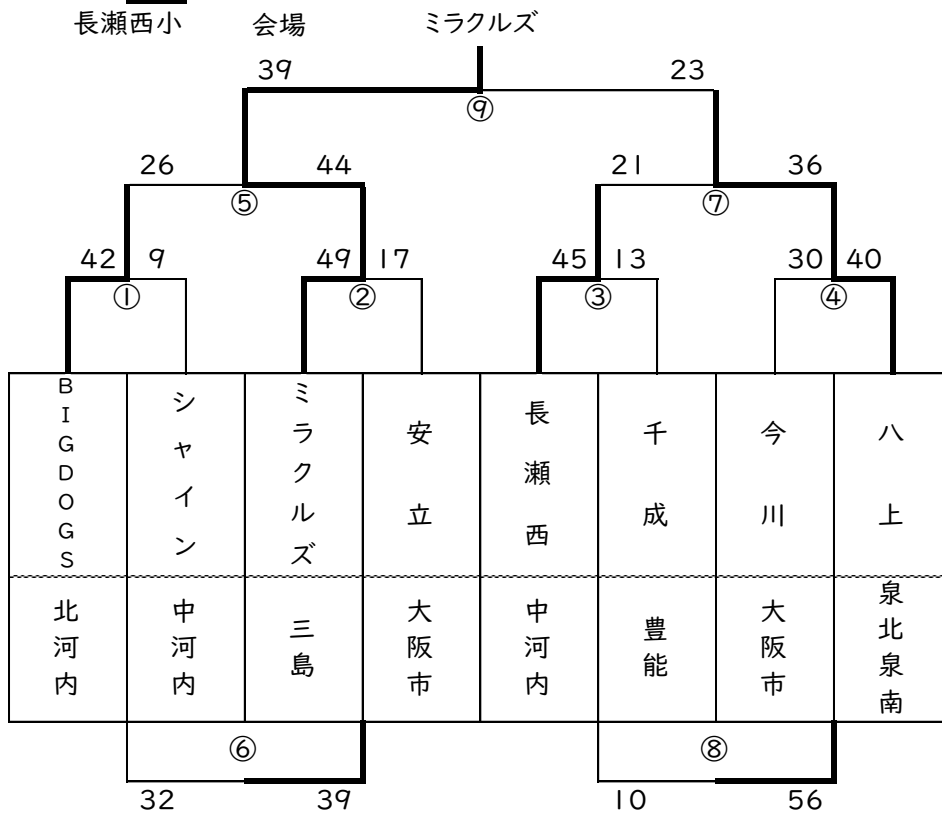 長瀬西小 会場 ミラクルズ
39 23
⑨
26 44 21 36
⑤ ⑦
42 9 49 17 45 13 30 40
① ② ③ ④
BIGDOGS シャイン ミラクルズ 安立 長瀬西 千成 今川 八上
北河内 中河内 三島 大阪市 中河内 豊能 大阪市 泉北泉南
⑥ ⑧
32 39 10 56